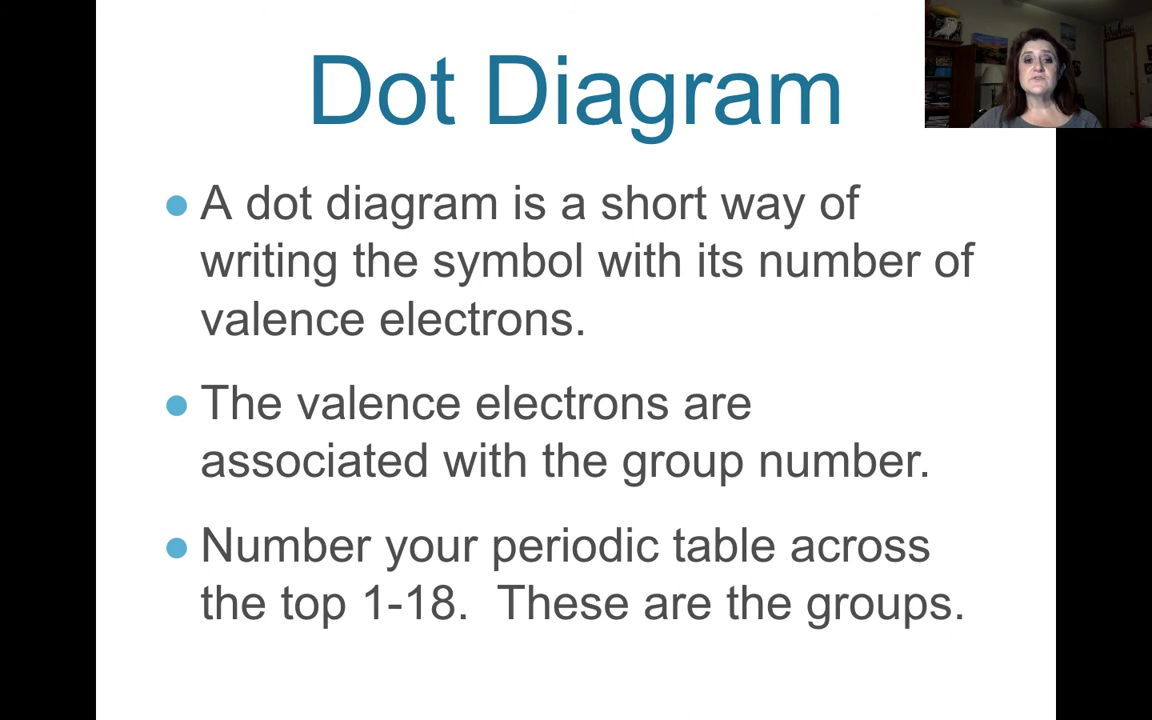 Dot Diagram
● A dot diagram is a short way of
writing the symbol with its number of
valence electrons.
● The valence electrons are
associated with the group number.
● Number your periodic table across
the top 1-18.  These are the groups.